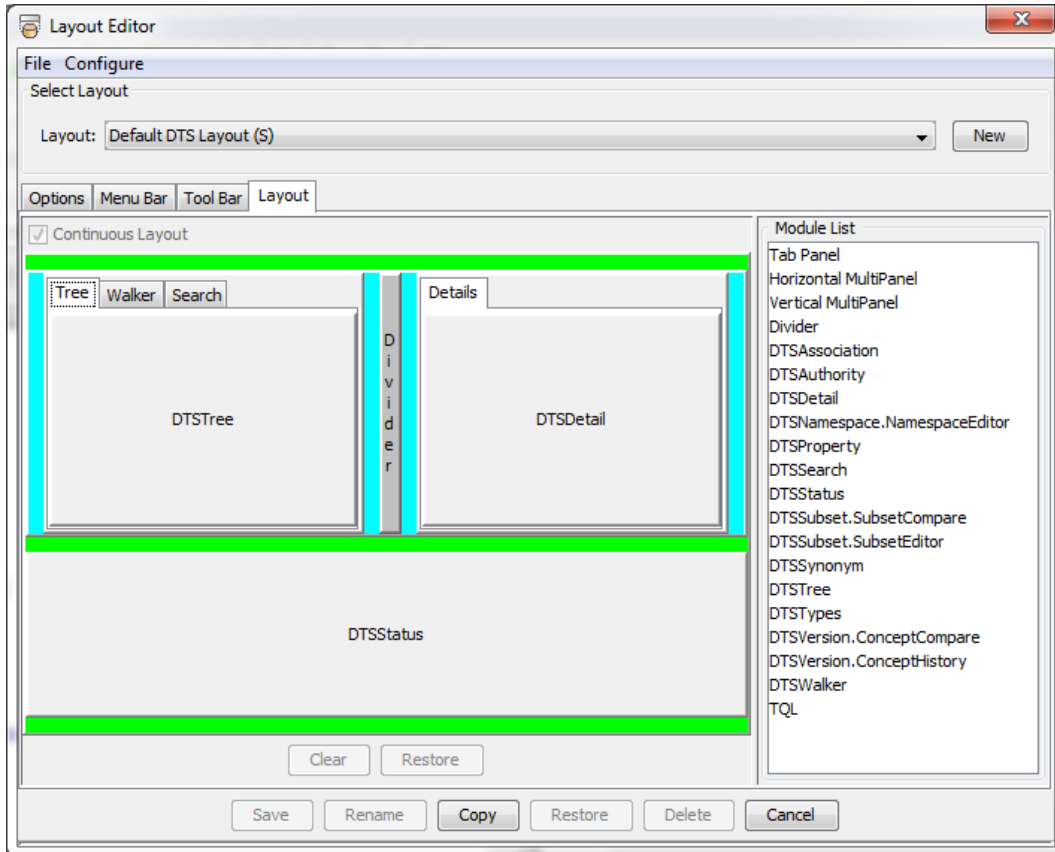 Layout Editor
File Configure
Select Layout
Layout: Default DTS Layout (S) New
Options Menu Bar Tool Bar Layout
Continuous Layout
Tree Walker Search
DTSTree
Divider
Details
DTSDetail
DTSStatus
Clear Restore
Module List
Tab Panel
Horizontal MultiPanel
Vertical MultiPanel
Divider
DTSAssociation
DTSAuthority
DTSDetail
DTSNamespace.NamespaceEditor
DTSProperty
DTSSearch
DTSStatus
DTSSubset.SubsetCompare
DTSSubset.SubsetEditor
DTSSynonym
DTSTree
DTSTypes
DTSVersion.ConceptCompare
DTSVersion.ConceptHistory
DTSWalker
TQL
Save Rename Copy Restore Delete Cancel